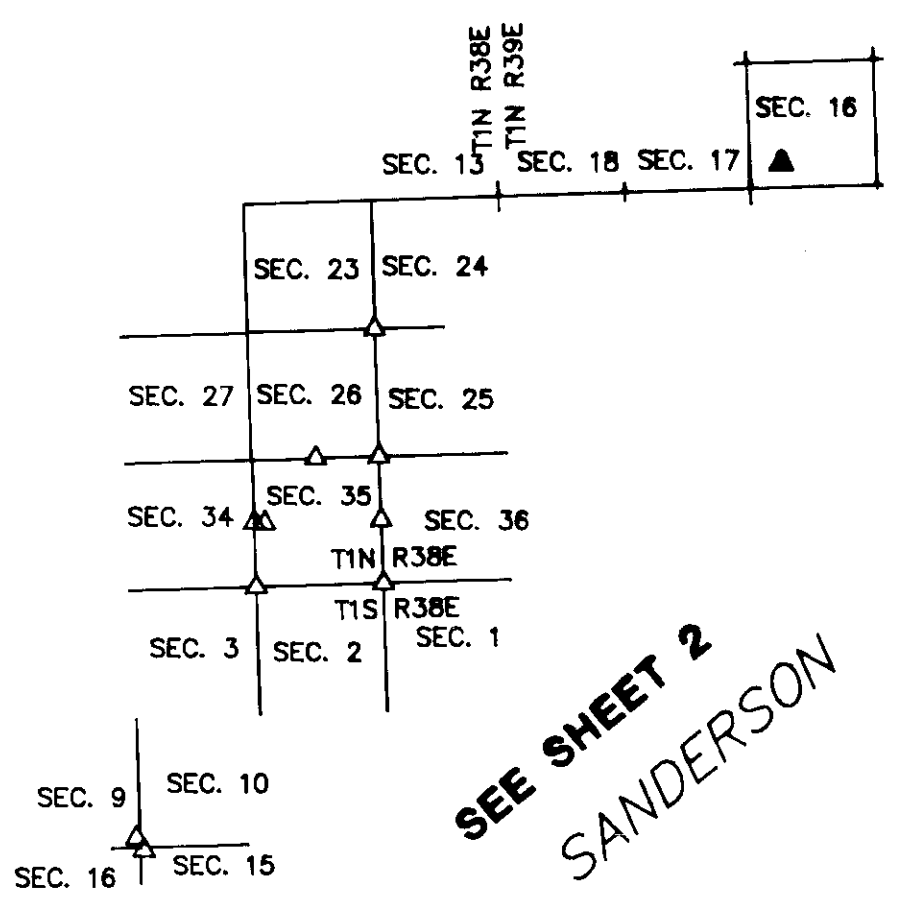 T1N R38E
T1N R39E
SEC. 16
SEC. 13
SEC. 18
SEC. 17
SEC. 23
SEC. 24
SEC. 27
SEC. 26
SEC. 25
SEC. 35
SEC. 34
SEC. 36
T1N R38E
T1S R38E
SEC. 3
SEC. 2
SEC. 1
SEE SHEET 2
SANDERSON
SEC. 9
SEC. 10
SEC. 16
SEC. 15